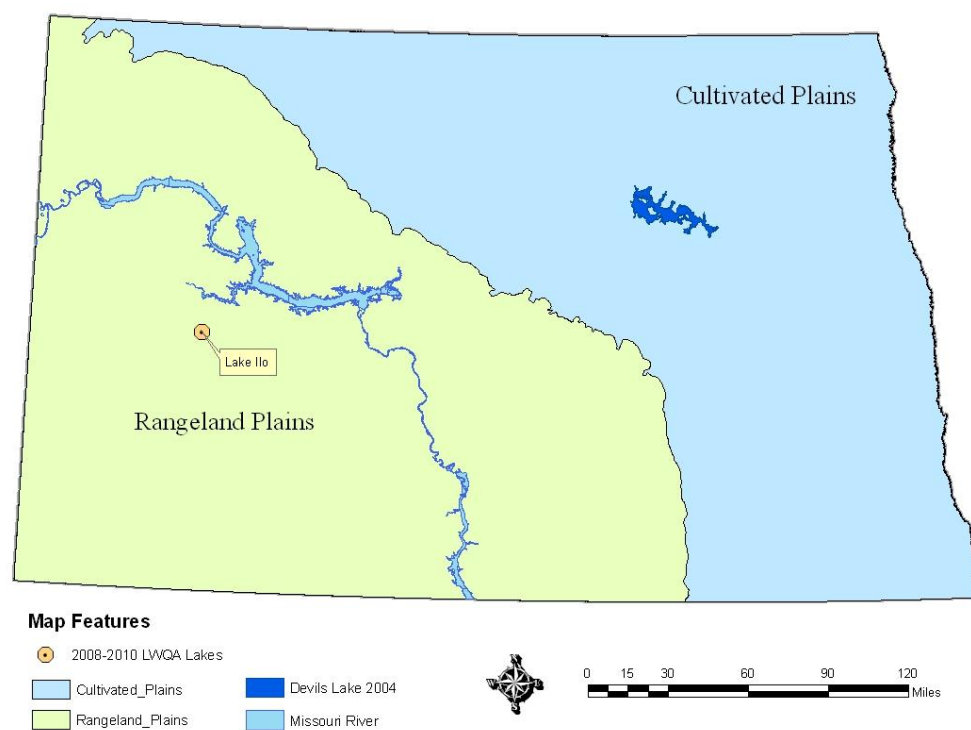 Cultivated Plains
Lake Ilo
Rangeland Plains
Map Features
2008-2010 LWQA Lakes
Cultivated_Plains
Devils Lake 2004
Rangeland_Plains
Missouri River
0 15 30 60 90 120
Miles